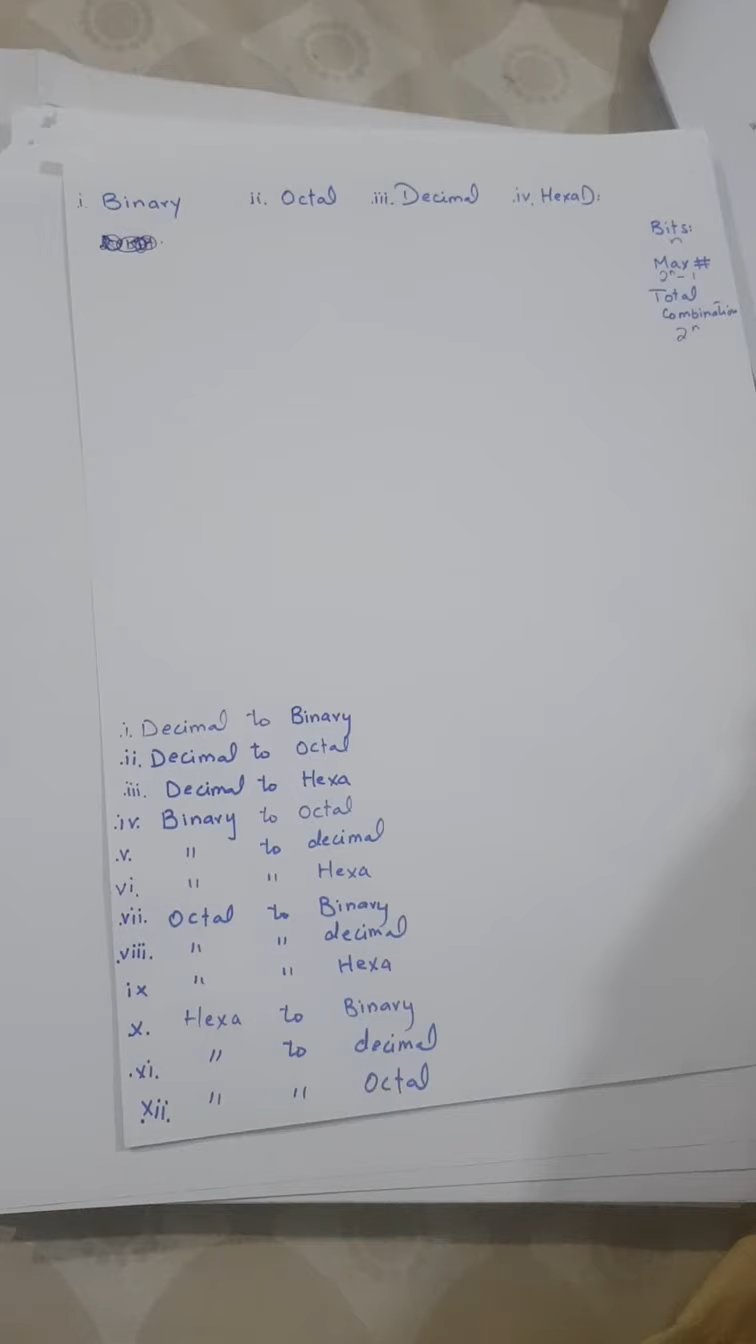 i. Binary ii. Octal iii. Decimal iv. HexaD:
Bits:
n
Max #
2ⁿ-1
Total
Combination
2ⁿ
i. Decimal to Binary
ii. Decimal to Octal
iii. Decimal to Hexa
iv. Binary to Octal
v. " to decimal
vi. " " Hexa
vii. Octal to Binary
viii. " " decimal
ix " " Hexa
x. Hexa to Binary
xi. " to decimal
xii. " " Octal